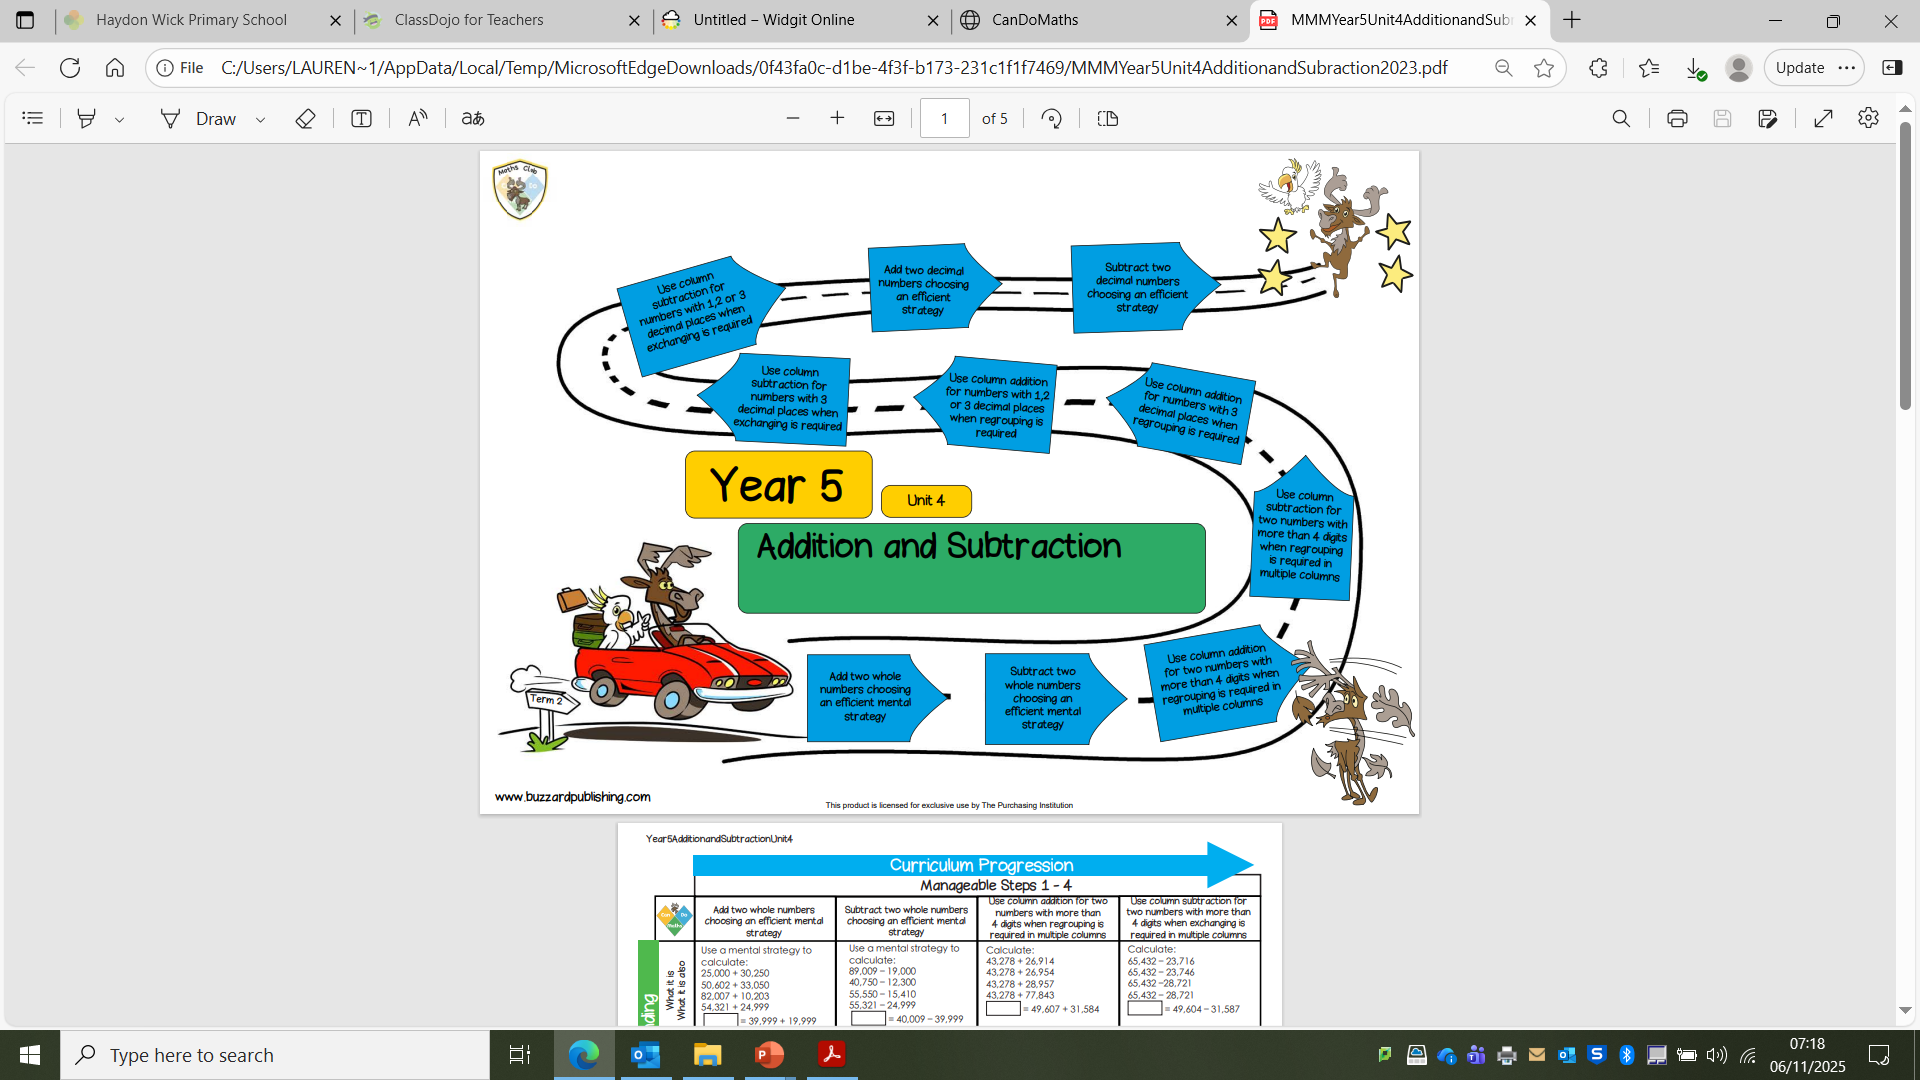 Haydon Wick Primary School
ClassDojo for Teachers
Untitled – Widgit Online
CanDoMaths
MMMYear5Unit4AdditionandSub
File
C:/Users/LAUREN~1/AppData/Local/Temp/MicrosoftEdgeDownloads/0f43fa0c-d1be-4f3f-b173-231c1f1f7469/MMMYear5Unit4AdditionandSubraction2023.pdf
Update
Draw
1
of 5
Maths Club
Use column
subtraction for
numbers with 1,2 or 3
decimal places when
exchanging is required
Add two decimal
numbers choosing
an efficient
strategy
Subtract two
decimal numbers
choosing an efficient
strategy
Use column
subtraction for
numbers with 3
decimal places when
exchanging is required
Use column addition
for numbers with 1,2
or 3 decimal places
when regrouping is
required
Use column addition
for numbers with 3
decimal places when
regrouping is required
Year 5
Unit 4
Addition and Subtraction
Use column
subtraction for
two numbers with
more than 4 digits
when regrouping
is required in
multiple columns
Term 2
Add two whole
numbers choosing
an efficient mental
strategy
Subtract two
whole numbers
choosing an
efficient mental
strategy
Use column addition
for two numbers with
more than 4 digits when
regrouping is required in
multiple columns
www.buzzardpublishing.com
This product is licensed for exclusive use by The Purchasing Institution
Year5AdditionandSubtractionUnit4
Curriculum Progression
Manageable Steps 1 - 4
Can Do
Maths
Add two whole numbers
choosing an efficient mental
strategy
Subtract two whole numbers
choosing an efficient mental
strategy
Use column addition for two
numbers with more than
4 digits when regrouping is
required in multiple columns
Use column subtraction for
two numbers with more than
4 digits when exchanging is
required in multiple columns
What it is
What it is also
Use a mental strategy to
calculate:
25,000 + 30,250
50,602 + 33,050
82,007 + 10,203
54,321 + 24,999
= 39,999 + 19,999
Use a mental strategy to
calculate:
89,009 – 19,000
40,750 – 12,300
55,550 – 15,410
55,321 – 24,999
= 40,009 – 39,999
Calculate:
43,278 + 26,914
43,278 + 26,954
43,278 + 28,957
43,278 + 77,843
= 49,607 + 31,584
Calculate:
65,432 – 23,716
65,432 – 23,746
65,432 –28,721
65,432 – 28,721
= 49,604 – 31,587
Type here to search
07:18
06/11/2025